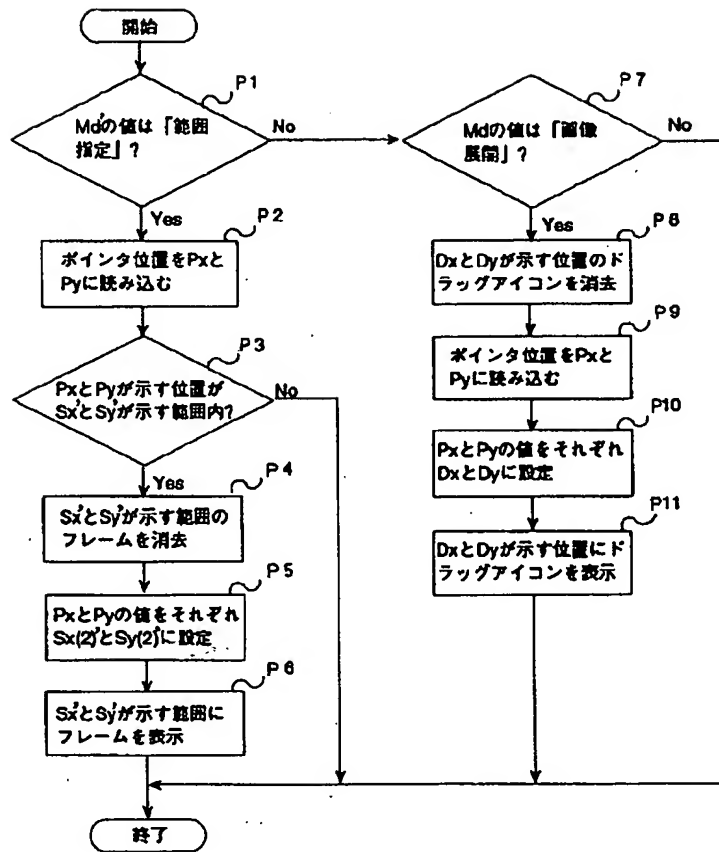 開始
P1
Md'の値は「範囲
指定」?
No
Yes
P2
ポインタ位置をPxと
Pyに読み込む
P3
PxとPyが示す位置が
Sx'とSy'が示す範囲内?
No
Yes
P4
Sx'とSy'が示す範囲の
フレームを消去
P5
PxとPyの値をそれぞれ
Sx(2)'とSy(2)'に設定
P6
Sx'とSy'が示す範囲に
フレームを表示
終了
P7
Mdの値は「画像
展開」?
No
Yes
P8
DxとDyが示す位置のド
ラッグアイコンを消去
P9
ポインタ位置をPxと
Pyに読み込む
P10
PxとPyの値をそれぞれ
DxとDyに設定
P11
DxとDyが示す位置にド
ラッグアイコンを表示